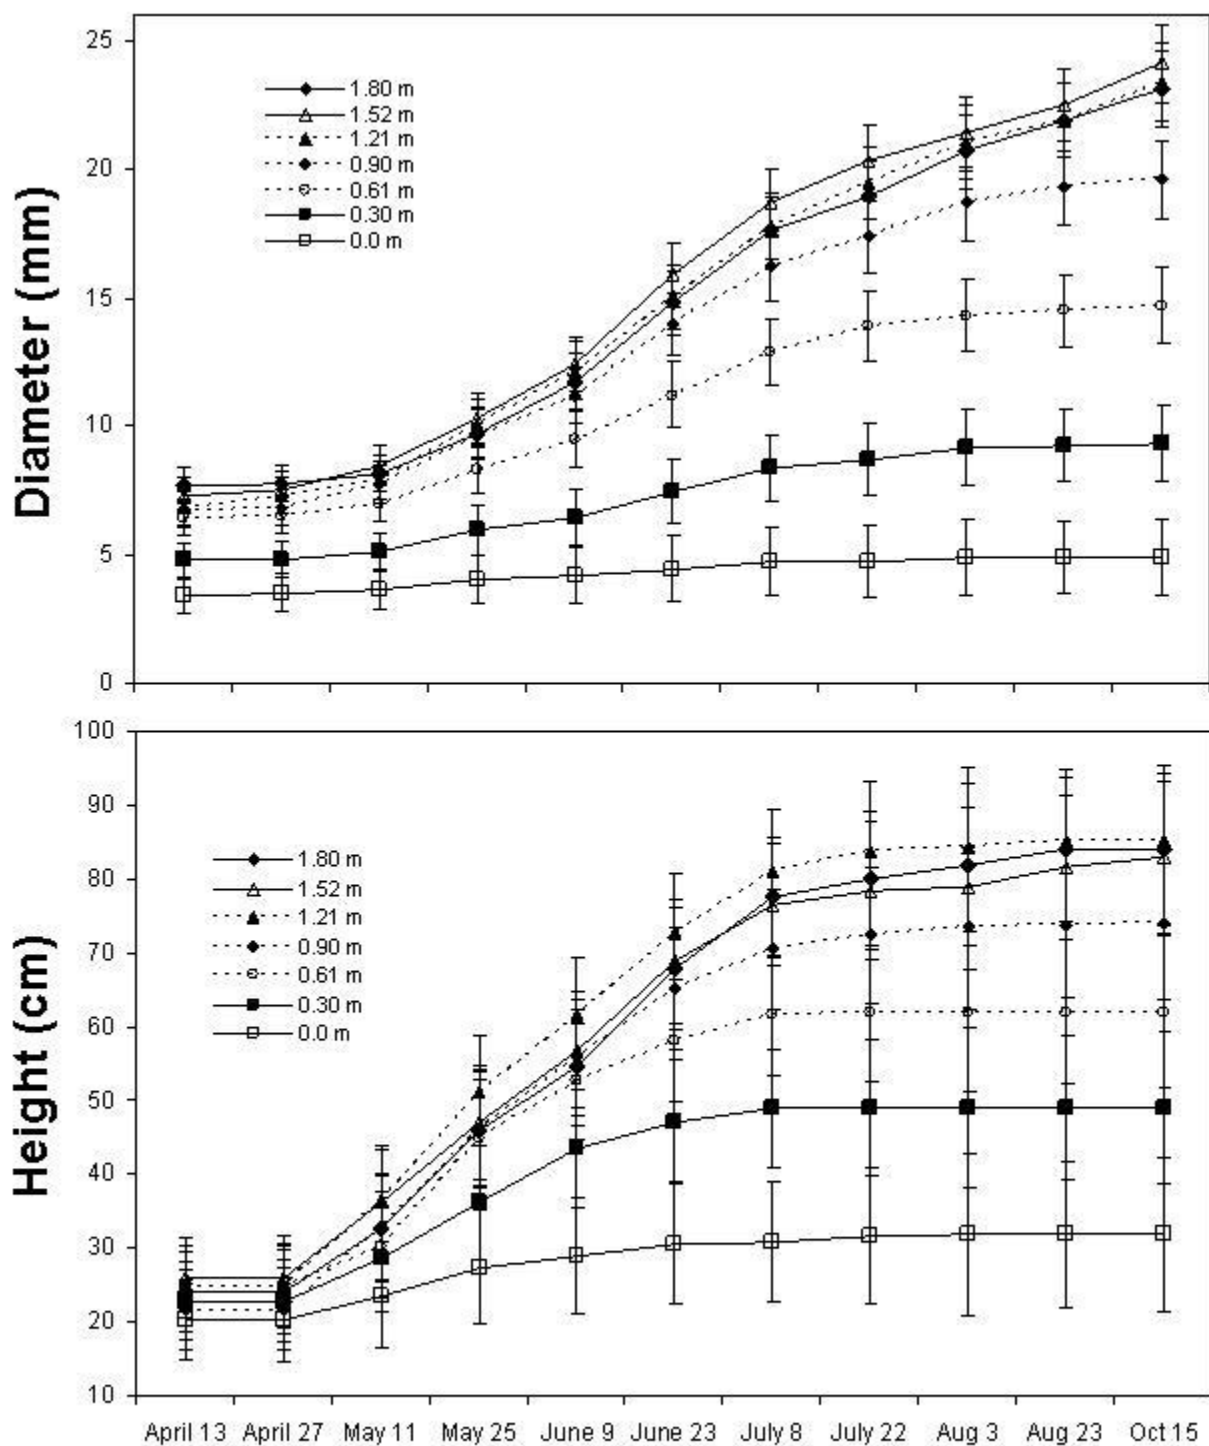 Diameter (mm)
25
20
15
10
5
0
1.80 m
1.52 m
1.21 m
0.90 m
0.61 m
0.30 m
0.0 m
Height (cm)
100
90
80
70
60
50
40
30
20
10
1.80 m
1.52 m
1.21 m
0.90 m
0.61 m
0.30 m
0.0 m
April 13 April 27 May 11 May 25 June 9 June 23 July 8 July 22 Aug 3 Aug 23 Oct 15